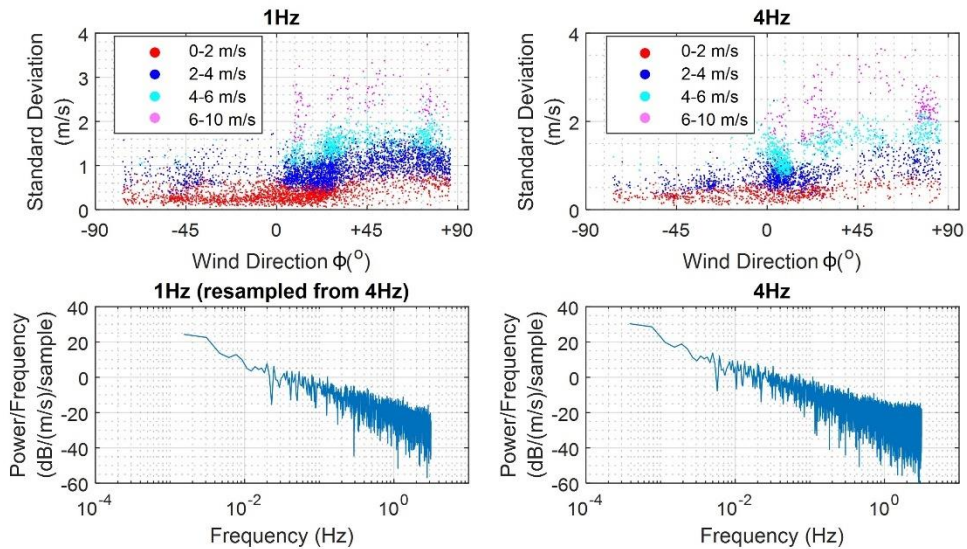 1Hz
Standard Deviation
(m/s)
4
3
2
1
0
0-2 m/s
2-4 m/s
4-6 m/s
6-10 m/s
-90 -45 0 +45 +90
Wind Direction ϕ(°)
4Hz
Standard Deviation
(m/s)
4
3
2
1
0
0-2 m/s
2-4 m/s
4-6 m/s
6-10 m/s
-90 -45 0 +45 +90
Wind Direction ϕ(°)
1Hz (resampled from 4Hz)
Power/Frequency
(dB/(m/s)/sample)
40
20
0
-20
-40
-60
10⁻⁴ 10⁻² 10⁰
Frequency (Hz)
4Hz
Power/Frequency
(dB/(m/s)/sample)
40
20
0
-20
-40
-60
10⁻⁴ 10⁻² 10⁰
Frequency (Hz)